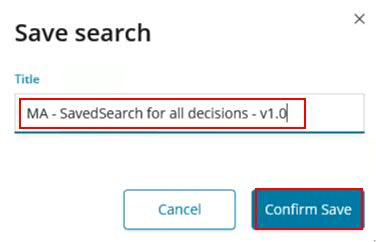 Save search
Title
MA - SavedSearch for all decisions - v1.0
Cancel
Confirm Save